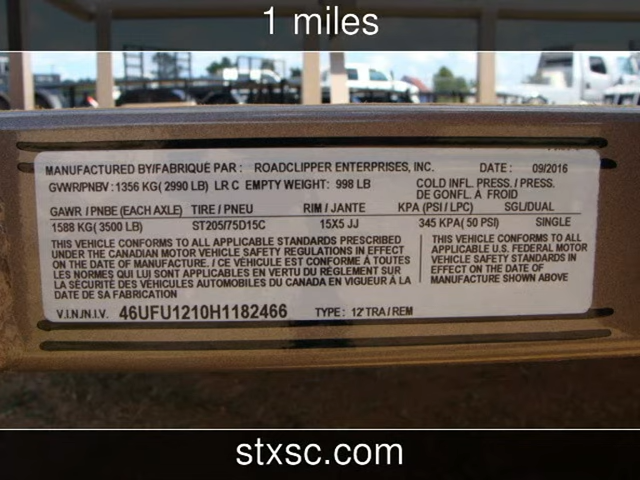 1 miles
MANUFACTURED BY/FABRIQUÉ PAR : ROADCLIPPER ENTERPRISES, INC. DATE : 09/2016
GVWR/PNBV : 1356 KG( 2990 LB) LR C EMPTY WEIGHT: 998 LB
COLD INFL. PRESS./ PRESS.
DE GONFL. À FROID
GAWR / PNBE (EACH AXLE) TIRE / PNEU RIM / JANTE KPA (PSI / LPC) SGL/DUAL
1588 KG( 3500 LB) ST205/75D15C 15X5 JJ 345 KPA( 50 PSI) SINGLE
THIS VEHICLE CONFORMS TO ALL APPLICABLE STANDARDS PRESCRIBED
UNDER THE CANADIAN MOTOR VEHICLE SAFETY REGULATIONS IN EFFECT
ON THE DATE OF MANUFACTURE / CE VÉHICULE EST CONFORME À TOUTES
LES NORMES QUI LUI SONT APPLICABLES EN VERTU DU RÈGLEMENT SUR
LA SÉCURITÉ DES VÉHICULES AUTOMOBILES DU CANADA EN VIGUEUR À LA
DATE DE SA FABRICATION
THIS VEHICLE CONFORMS TO ALL
APPLICABLE U.S. FEDERAL MOTOR
VEHICLE SAFETY STANDARDS IN
EFFECT ON THE DATE OF
MANUFACTURE SHOWN ABOVE
V.I.N./N.I.V. 46UFU1210H1182466 TYPE : 12' TRA / REM
stxsc.com